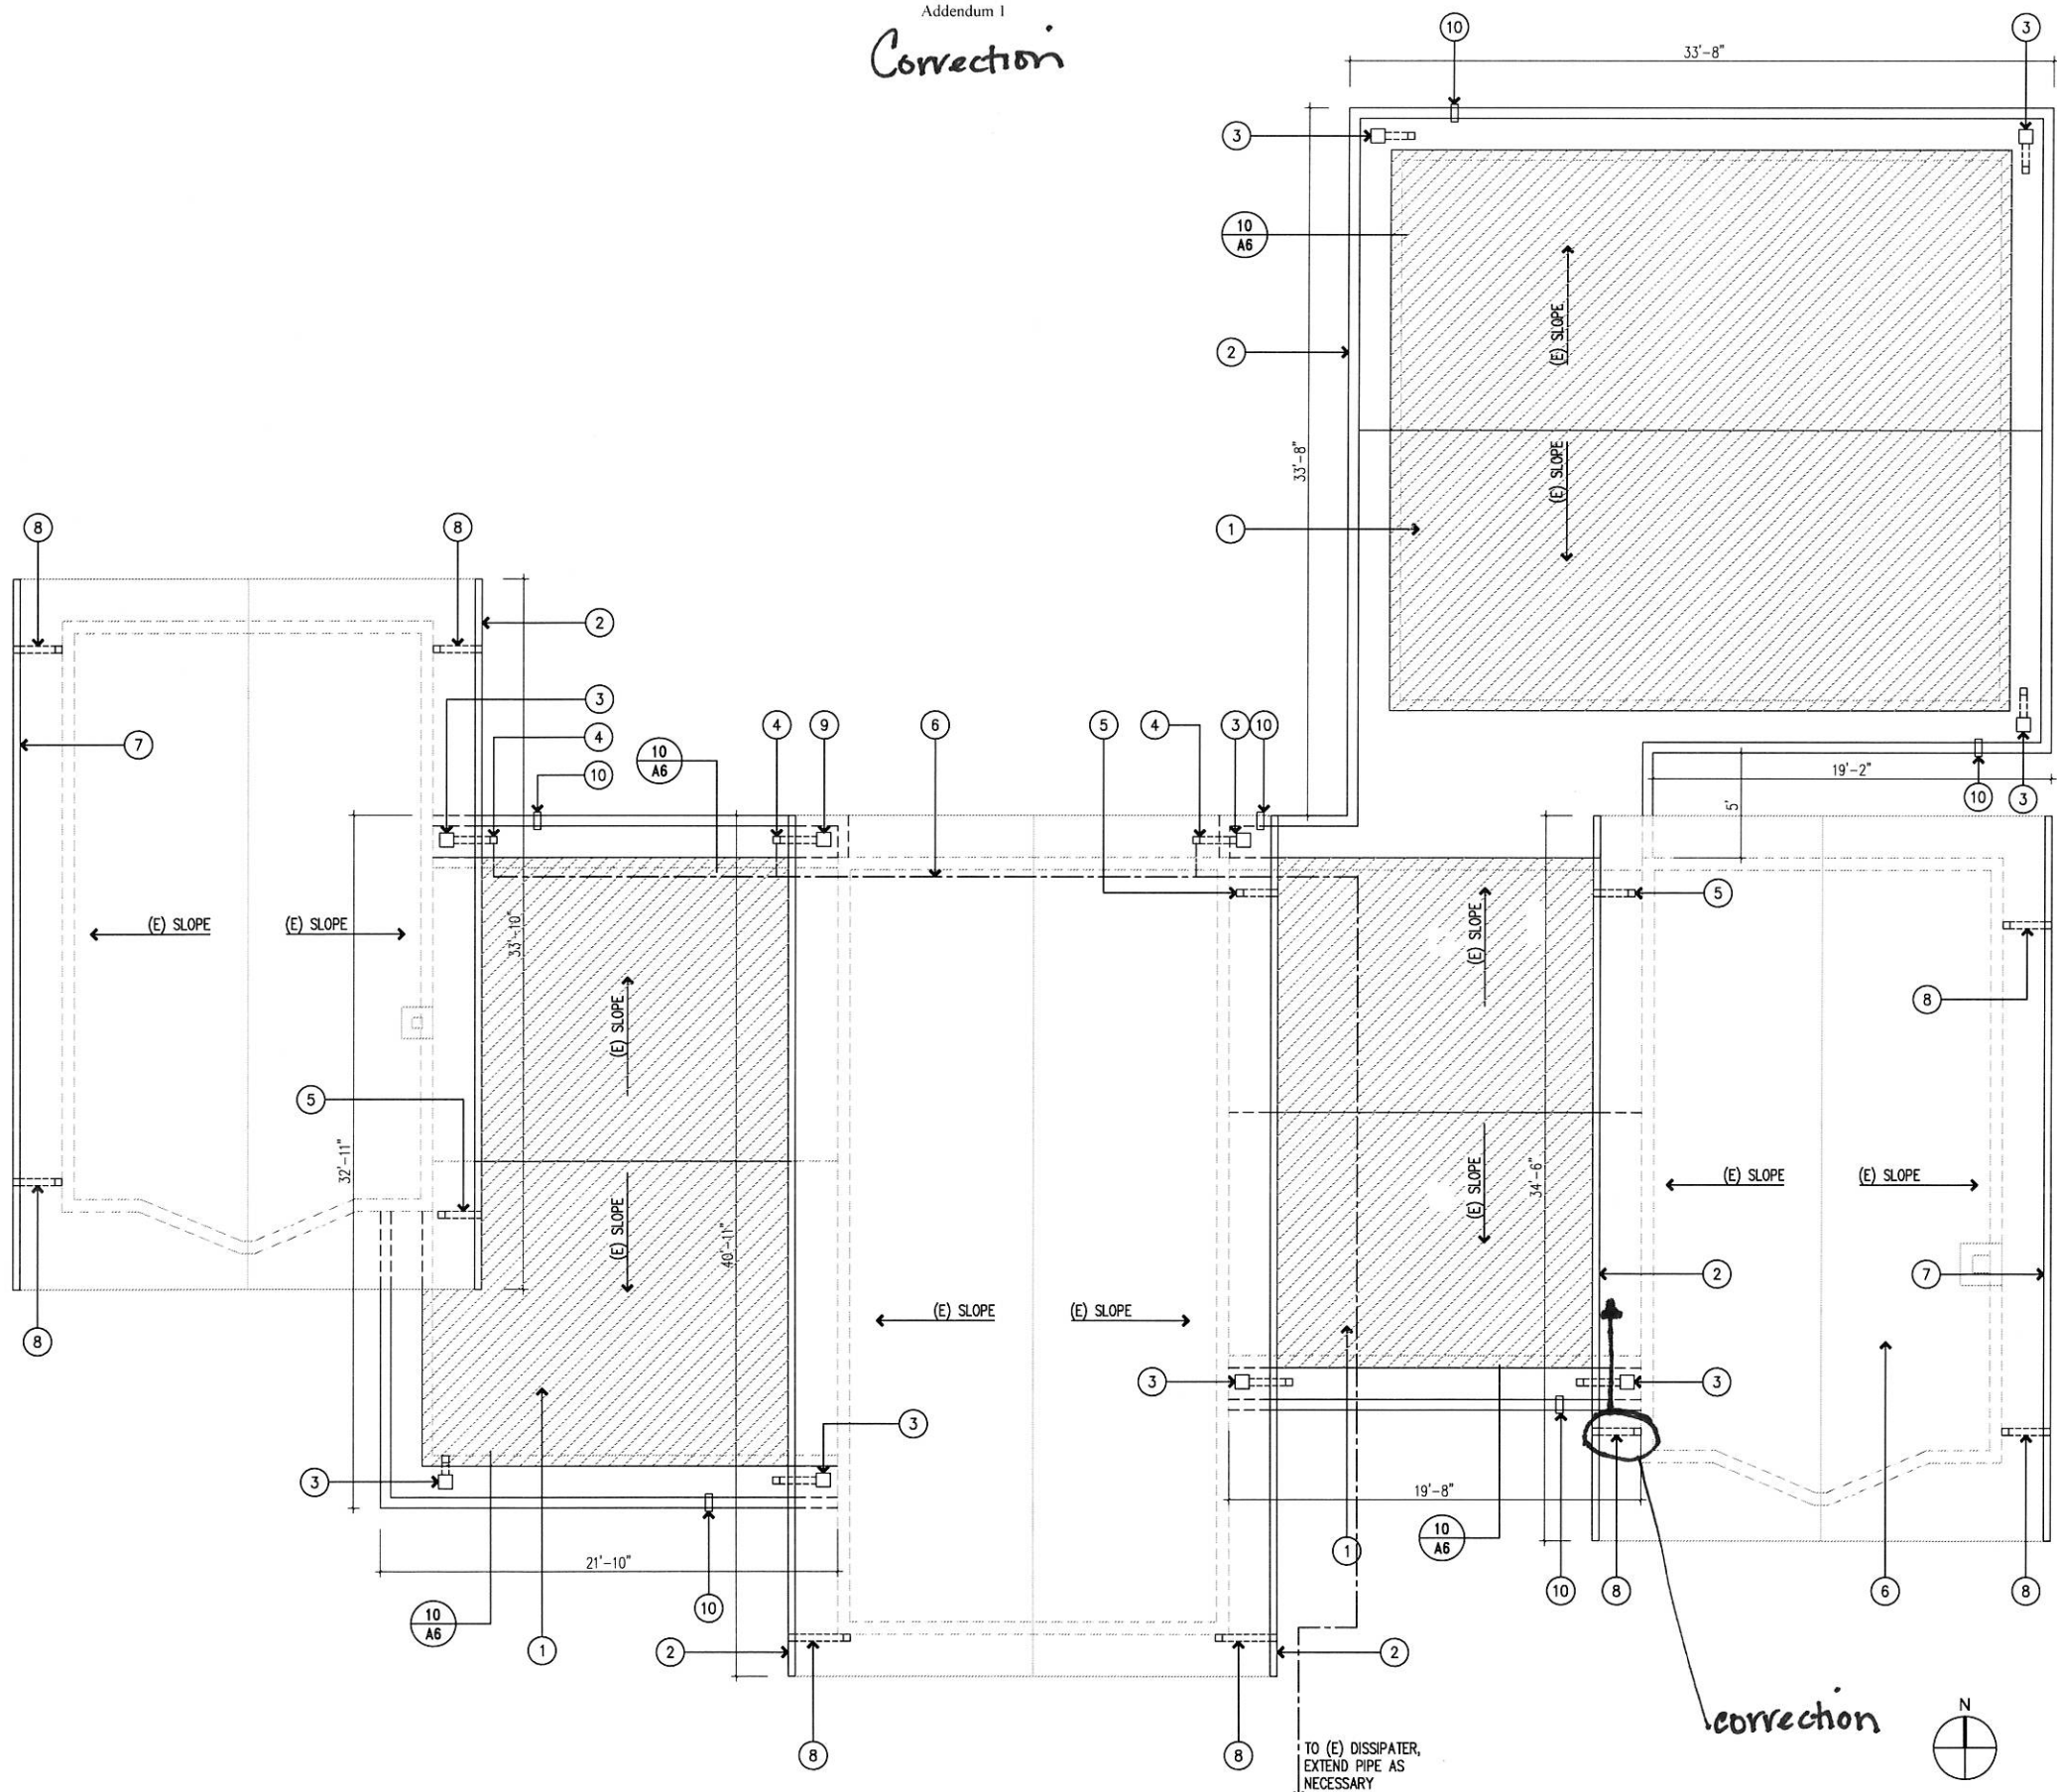 Addendum 1
Correction
10
3
33'-8"
3
10
A6
(E) SLOPE
2
33'-8"
(E) SLOPE
1
8
8
2
3
7
4
10
10
A6
4
9
6
5
4
3
10
19'-2"
10
3
5'
5
5
(E) SLOPE
(E) SLOPE
33'-10"
(E) SLOPE
8
(E) SLOPE
5
32'-11"
(E) SLOPE
40'-11"
(E) SLOPE
34'-6"
(E) SLOPE
(E) SLOPE
2
7
8
(E) SLOPE
(E) SLOPE
3
3
3
3
19'-8"
10
A6
1
21'-10"
10
A6
1
10
2
2
10
8
6
8
8
8
TO (E) DISSIPATER,
EXTEND PIPE AS
NECESSARY
correction
N